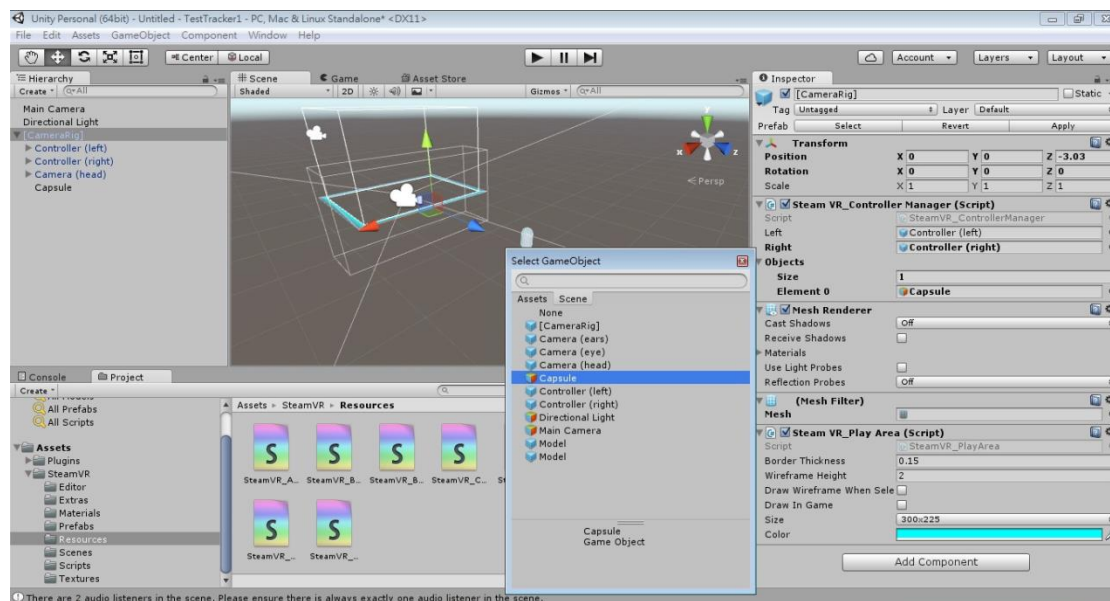 Unity Personal (64bit) - Untitled - TestTracker1 - PC, Mac & Linux Standalone* <DX11>
File Edit Assets GameObject Component Window Help
Center Local Account Layers Layout
Hierarchy
Create All
Main Camera
Directional Light
[CameraRig]
Controller (left)
Controller (right)
Camera (head)
Capsule
Scene Game Asset Store
Shaded 2D Gizmos All
x z
Persp
Select GameObject
Assets Scene
None
[CameraRig]
Camera (ears)
Camera (eye)
Camera (head)
Capsule
Controller (left)
Controller (right)
Directional Light
Main Camera
Model
Model
Capsule
Game Object
Console Project
Create
All Prefabs
All Scripts
Assets
Plugins
SteamVR
Editor
Extras
Materials
Prefabs
Resources
Scenes
Scripts
Textures
Assets SteamVR Resources
S S S S
SteamVR_A... SteamVR_B... SteamVR_B... SteamVR_C...
S S
SteamVR_... SteamVR_...
Inspector
[CameraRig] Static
Tag Untagged Layer Default
Prefab Select Revert Apply
Transform
Position X 0 Y 0 Z -3.03
Rotation X 0 Y 0 Z 0
Scale X 1 Y 1 Z 1
Steam VR_Controller Manager (Script)
Script SteamVR_ControllerManager
Left Controller (left)
Right Controller (right)
Objects
Size 1
Element 0 Capsule
Mesh Renderer
Cast Shadows Off
Receive Shadows
Materials
Use Light Probes
Reflection Probes Off
(Mesh Filter)
Mesh
Steam VR_Play Area (Script)
Script SteamVR_PlayArea
Border Thickness 0.15
Wireframe Height 2
Draw Wireframe When Sele
Draw In Game
Size 300x225
Color
Add Component
There are 2 audio listeners in the scene. Please ensure there is always exactly one audio listener in the scene.